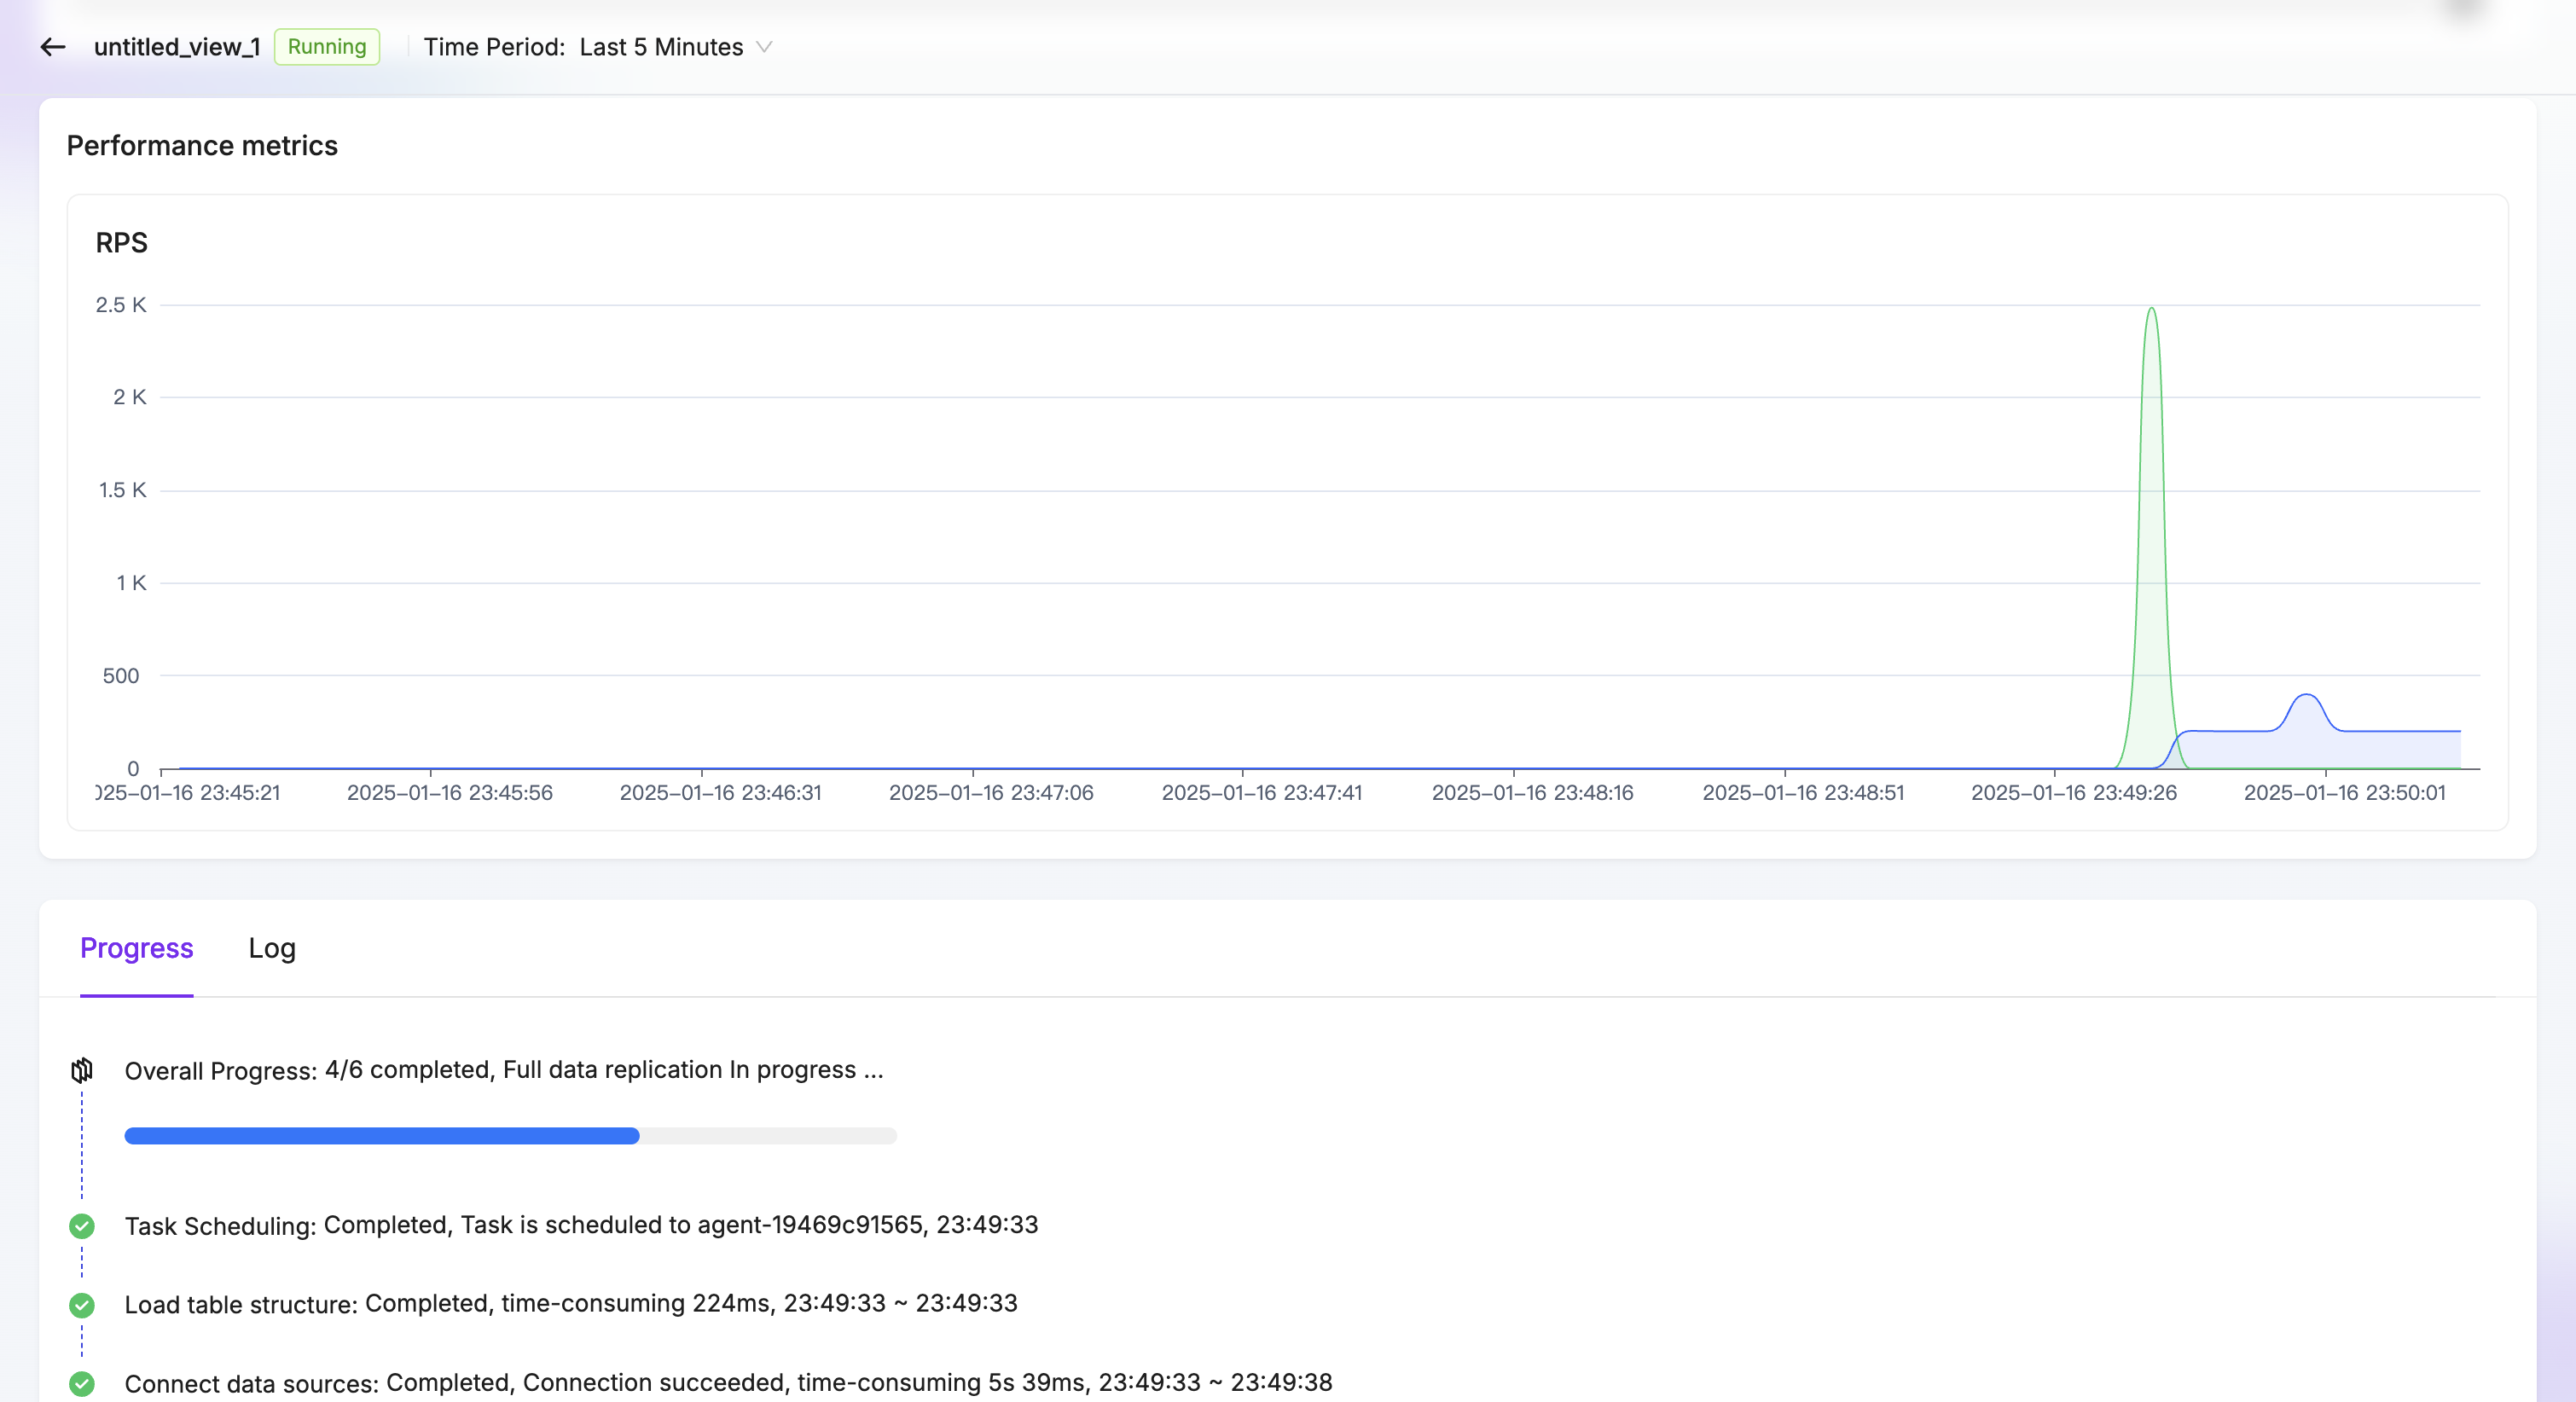 untitled_view_1 Running Time Period: Last 5 Minutes
Performance metrics
RPS
2.5 K
2 K
1.5 K
1 K
500
0
025-01-16 23:45:21 2025-01-16 23:45:56 2025-01-16 23:46:31 2025-01-16 23:47:06 2025-01-16 23:47:41 2025-01-16 23:48:16 2025-01-16 23:48:51 2025-01-16 23:49:26 2025-01-16 23:50:01
Progress Log
Overall Progress: 4/6 completed, Full data replication In progress ...
Task Scheduling: Completed, Task is scheduled to agent-19469c91565, 23:49:33
Load table structure: Completed, time-consuming 224ms, 23:49:33 ~ 23:49:33
Connect data sources: Completed, Connection succeeded, time-consuming 5s 39ms, 23:49:33 ~ 23:49:38